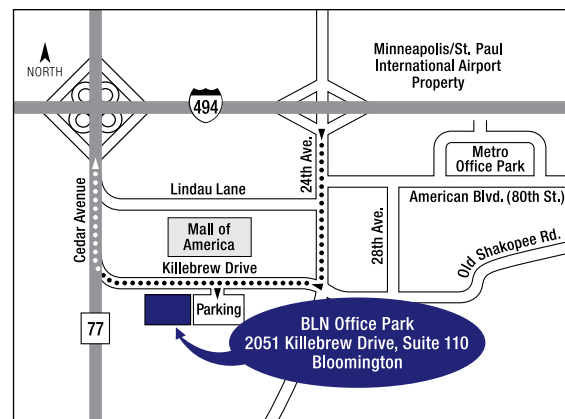 Minneapolis/St. Paul
International Airport
Property
NORTH
494
24th Ave.
Metro
Office Park
Lindau Lane
American Blvd. (80th St.)
Cedar Avenue
Mall of
America
28th Ave.
Old Shakopee Rd.
Killebrew Drive
Parking
77
BLN Office Park
2051 Killebrew Drive, Suite 110
Bloomington